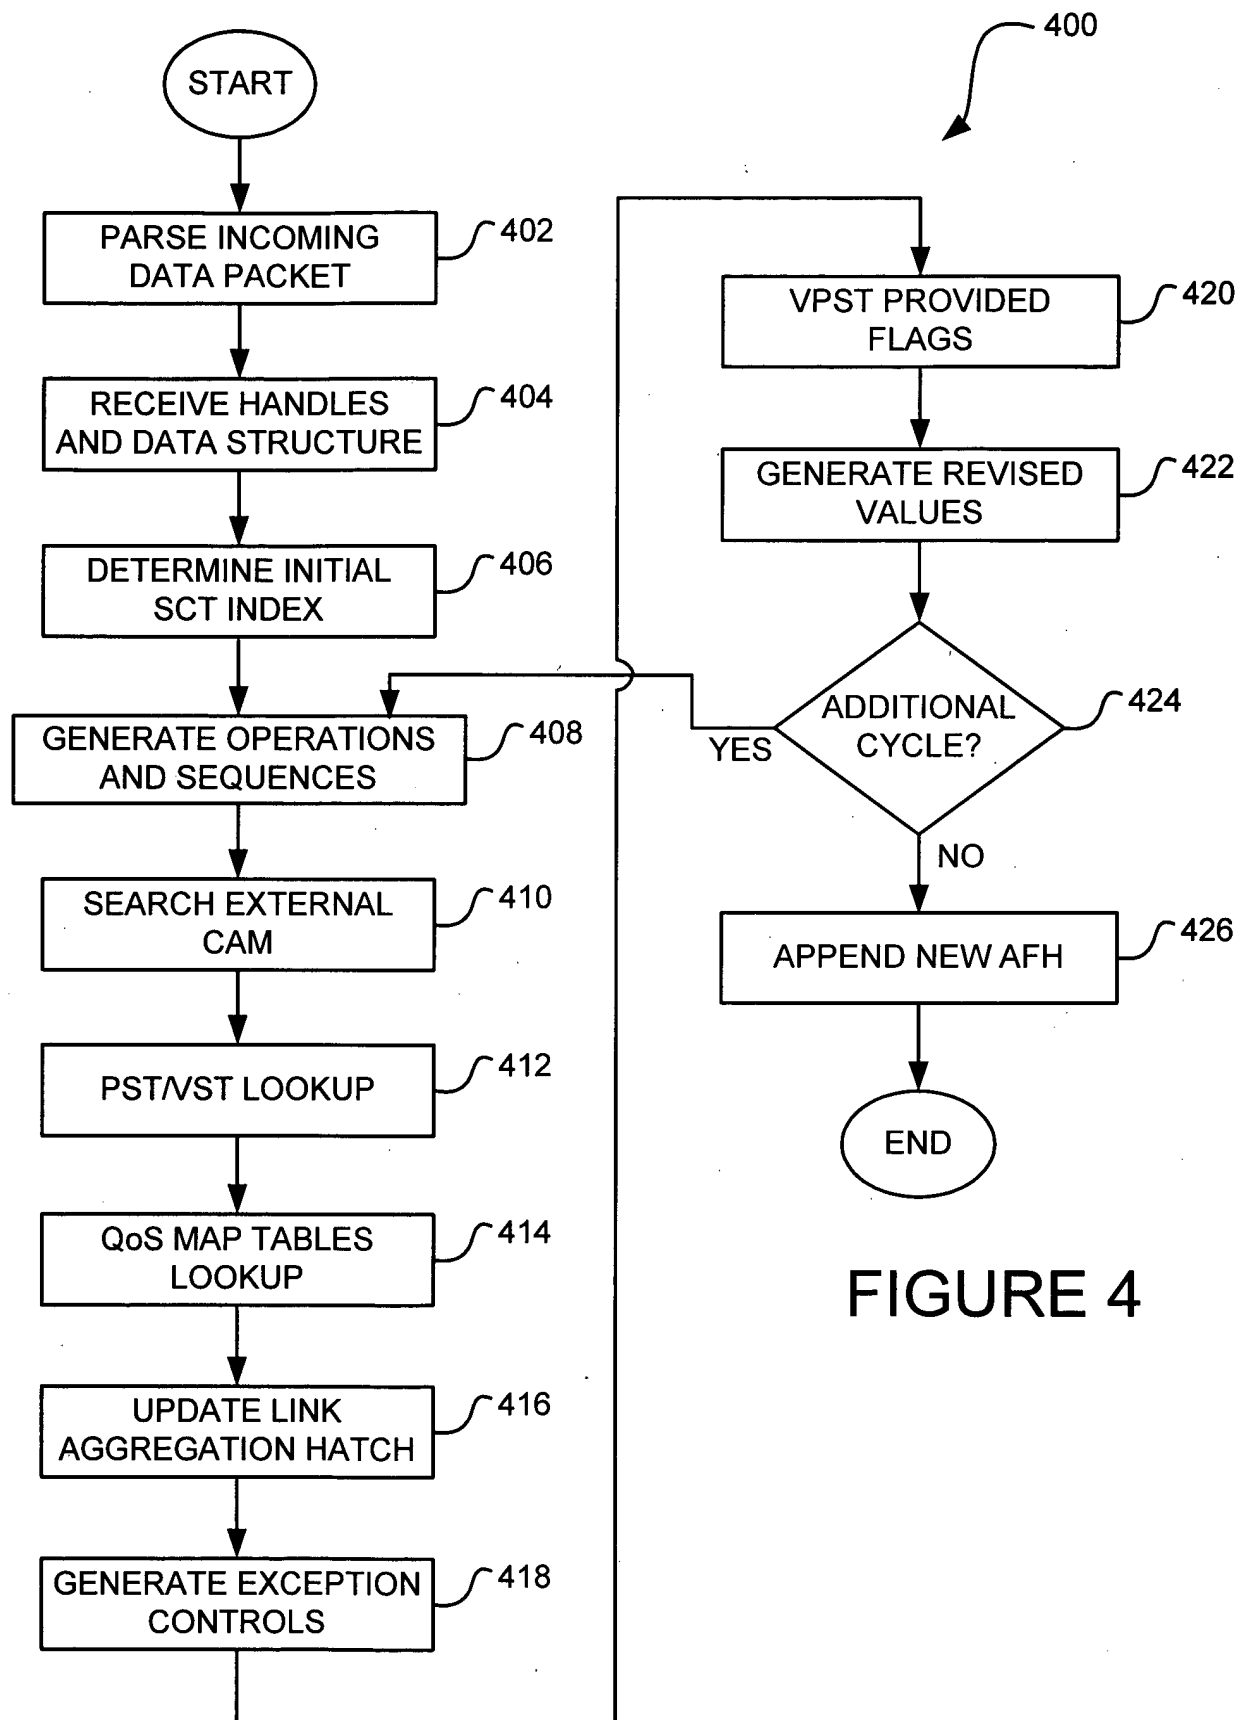 400
START
PARSE INCOMING
DATA PACKET
402
RECEIVE HANDLES
AND DATA STRUCTURE
404
DETERMINE INITIAL
SCT INDEX
406
GENERATE OPERATIONS
AND SEQUENCES
408
SEARCH EXTERNAL
CAM
410
PST/VST LOOKUP
412
QoS MAP TABLES
LOOKUP
414
UPDATE LINK
AGGREGATION HATCH
416
GENERATE EXCEPTION
CONTROLS
418
VPST PROVIDED
FLAGS
420
GENERATE REVISED
VALUES
422
ADDITIONAL
CYCLE?
424
YES
NO
APPEND NEW AFH
426
END
FIGURE 4